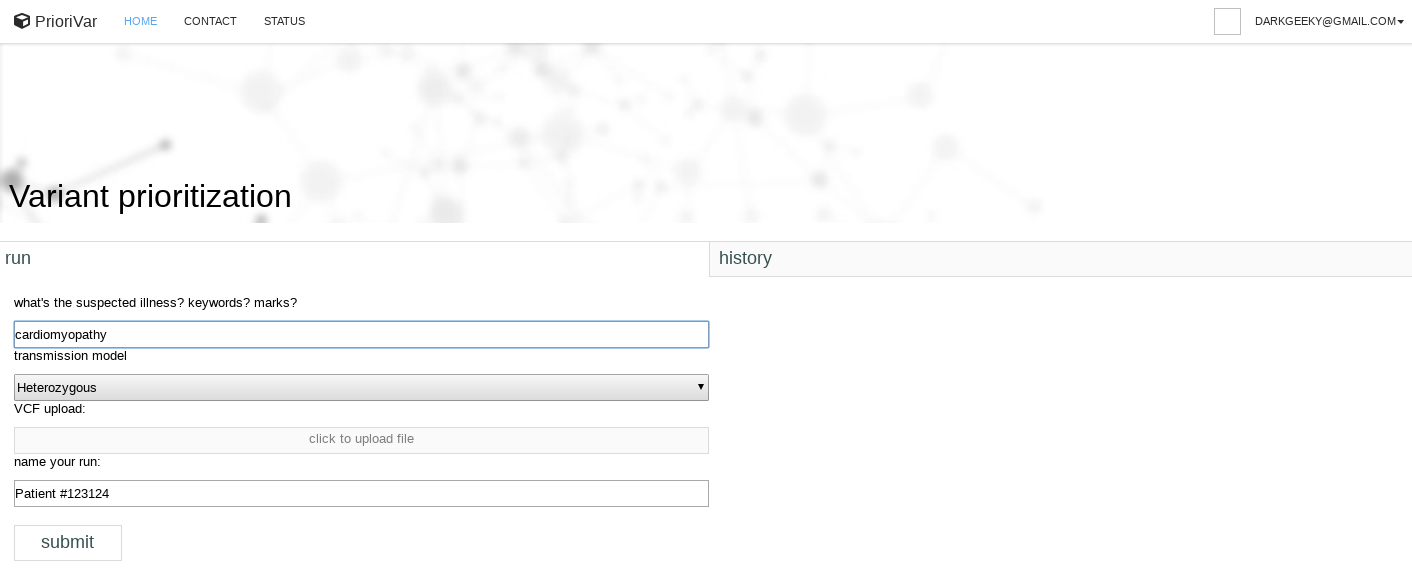 PrioriVar HOME CONTACT STATUS DARKGEEKY@GMAIL.COM
Variant prioritization
run history
what's the suspected illness? keywords? marks?
cardiomyopathy
transmission model
Heterozygous
VCF upload:
click to upload file
name your run:
Patient #123124
submit